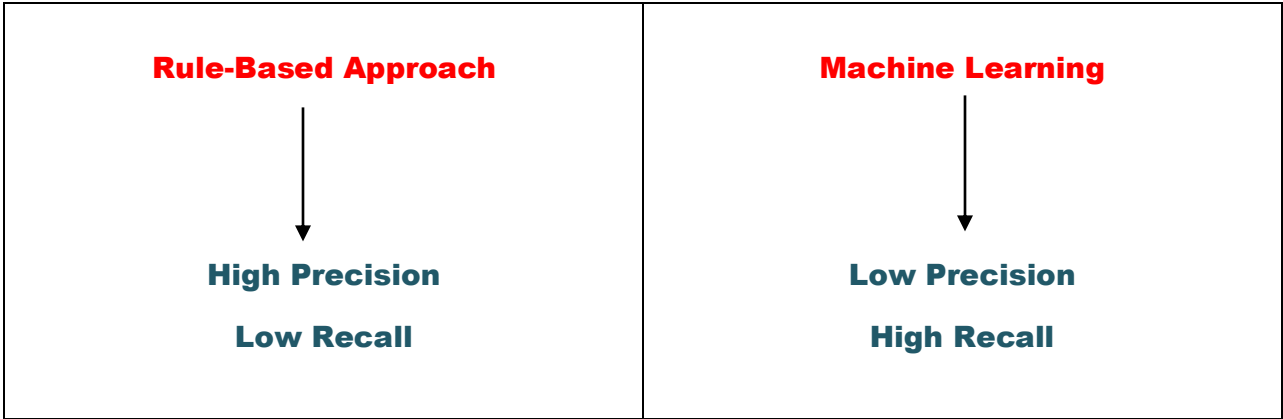 Rule-Based Approach
High Precision
Low Recall
Machine Learning
Low Precision
High Recall